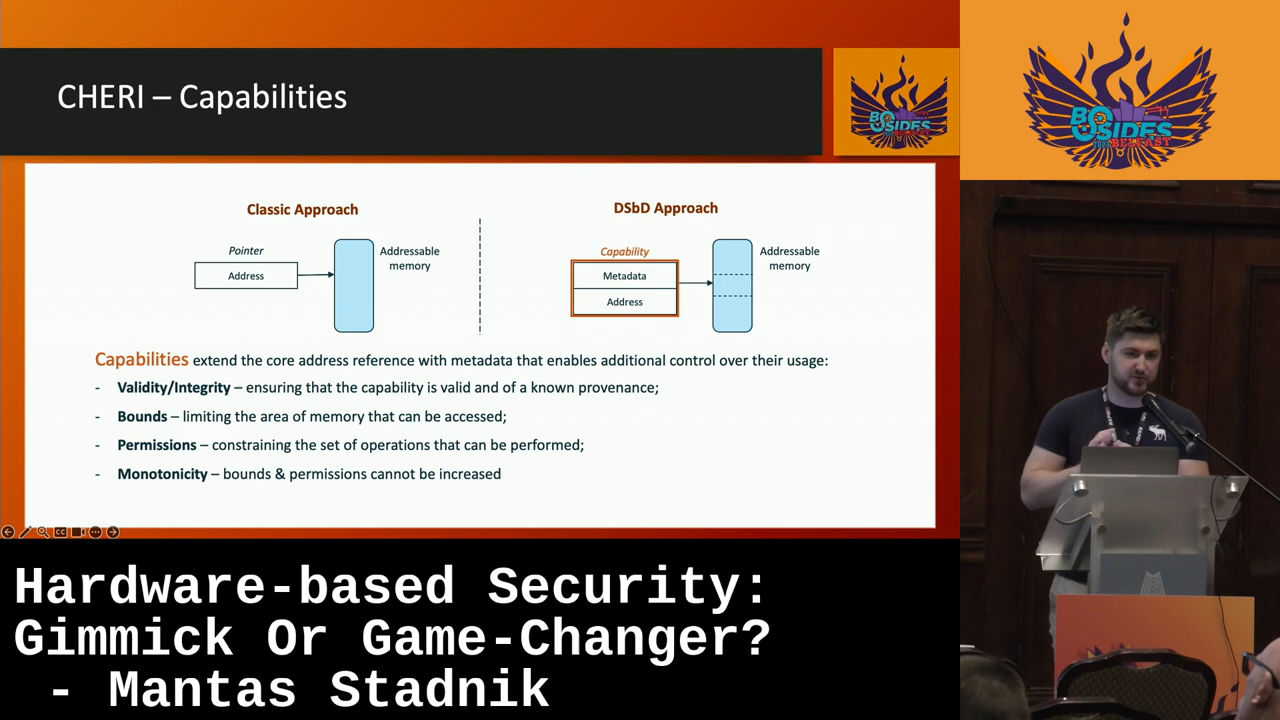 CHERI – Capabilities
BSIDES
BELFAST
BSIDES
BELFAST
Classic Approach
DSbD Approach
Pointer
Address
Addressable
memory
Capability
Metadata
Address
Addressable
memory
Capabilities extend the core address reference with metadata that enables additional control over their usage:
- Validity/Integrity – ensuring that the capability is valid and of a known provenance;
- Bounds – limiting the area of memory that can be accessed;
- Permissions – constraining the set of operations that can be performed;
- Monotonicity – bounds & permissions cannot be increased
Hardware-based Security:
Gimmick Or Game-Changer?
- Mantas Stadnik